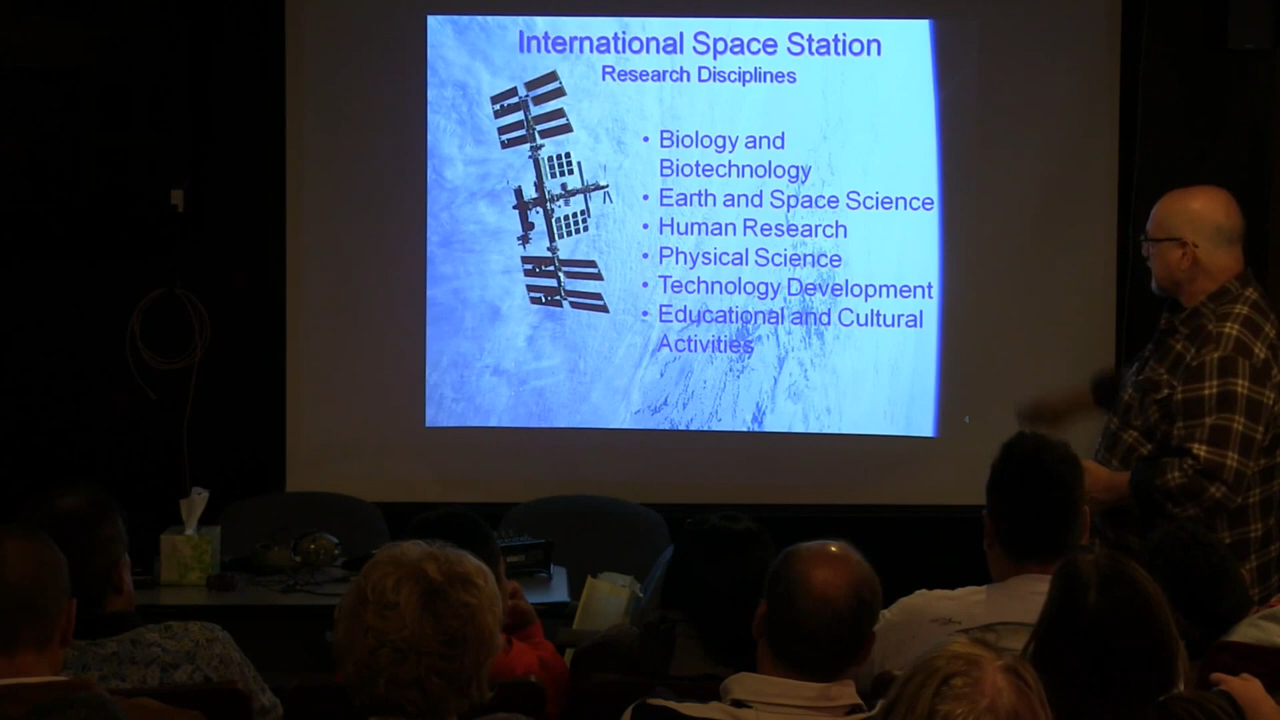 International Space Station
Research Disciplines
• Biology and
Biotechnology
• Earth and Space Science
• Human Research
• Physical Science
• Technology Development
• Educational and Cultural
Activities
4